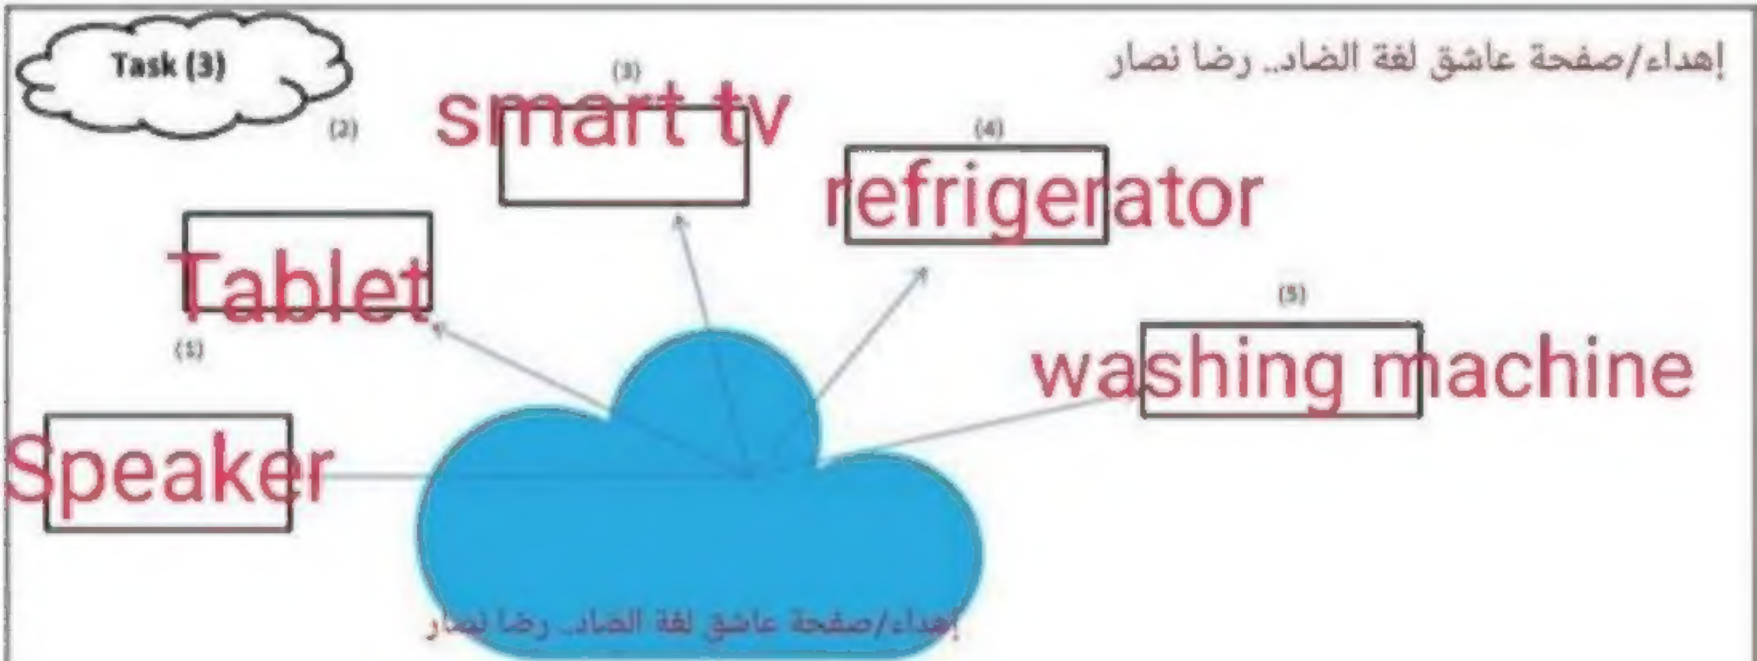 Task (3)
إهداء/صفحة عاشق لغة الضاد.. رضا نصار
(3)
smart tv
(2)
(4)
refrigerator
Tablet
(5)
(1)
washing machine
Speaker
إهداء/صفحة عاشق لغة الضاد.. رضا نصار